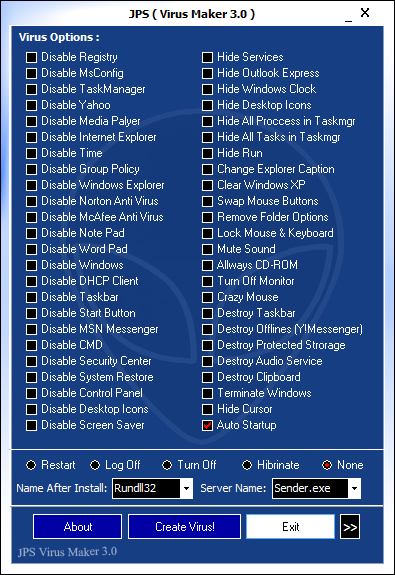 JPS ( Virus Maker 3.0 )
Virus Options :
Disable Registry
Disable MsConfig
Disable TaskManager
Disable Yahoo
Disable Media Palyer
Disable Internet Explorer
Disable Time
Disable Group Policy
Disable Windows Explorer
Disable Norton Anti Virus
Disable McAfee Anti Virus
Disable Note Pad
Disable Word Pad
Disable Windows
Disable DHCP Client
Disable Taskbar
Disable Start Button
Disable MSN Messenger
Disable CMD
Disable Security Center
Disable System Restore
Disable Control Panel
Disable Desktop Icons
Disable Screen Saver
Hide Services
Hide Outlook Express
Hide Windows Clock
Hide Desktop Icons
Hide All Proccess in Taskmgr
Hide All Tasks in Taskmgr
Hide Run
Change Explorer Caption
Clear Windows XP
Swap Mouse Buttons
Remove Folder Options
Lock Mouse & Keyboard
Mute Sound
Allways CD-ROM
Turn Off Monitor
Crazy Mouse
Destroy Taskbar
Destroy Offlines (Y!Messenger)
Destroy Protected Strorage
Destroy Audio Service
Destroy Clipboard
Terminate Windows
Hide Cursor
Auto Startup
Restart Log Off Turn Off Hibrinate None
Name After Install: Rundll32 Server Name: Sender.exe
About Create Virus! Exit >>
JPS Virus Maker 3.0